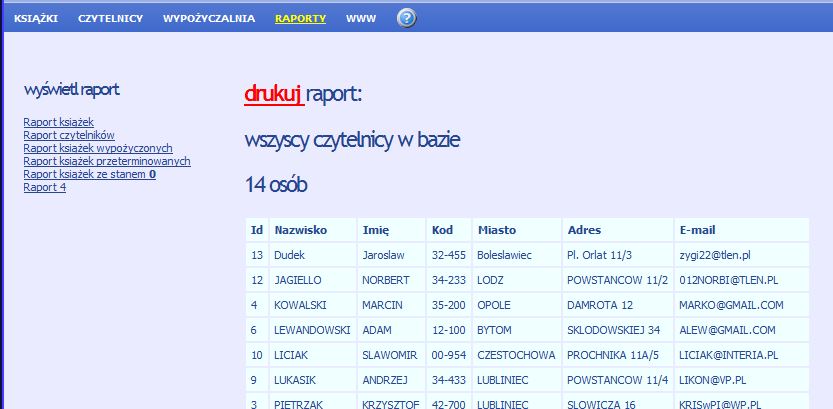 KSIĄŻKI CZYTELNICY WYPOŻYCZALNIA RAPORTY WWW ?
wyświetl raport
Raport książek
Raport czytelników
Raport książek wypożyczonych
Raport książek przeterminowanych
Raport książek ze stanem 0
Raport 4
drukuj raport:
wszyscy czytelnicy w bazie
14 osób
Id Nazwisko Imię Kod Miasto Adres E-mail
13 Dudek Jaroslaw 32-455 Boleslawiec Pl. Orlat 11/3 zygi22@tlen.pl
12 JAGIELLO NORBERT 34-233 LODZ POWSTANCOW 11/2 012NORBI@TLEN.PL
4 KOWALSKI MARCIN 35-200 OPOLE DAMROTA 12 MARKO@GMAIL.COM
6 LEWANDOWSKI ADAM 12-100 BYTOM SKLODOWSKIEJ 34 ALEW@GMAIL.COM
10 LICIAK SLAWOMIR 00-954 CZESTOCHOWA PROCHNIKA 11A/5 LICIAK@INTERIA.PL
9 LUKASIK ANDRZEJ 34-433 LUBLINIEC POWSTANCOW 11/4 LIKON@VP.PL
3 PIETRZAK KRZYSZTOF 42-700 LUBLINIEC SLOWICZA 16 KRISwPI@WP.PL